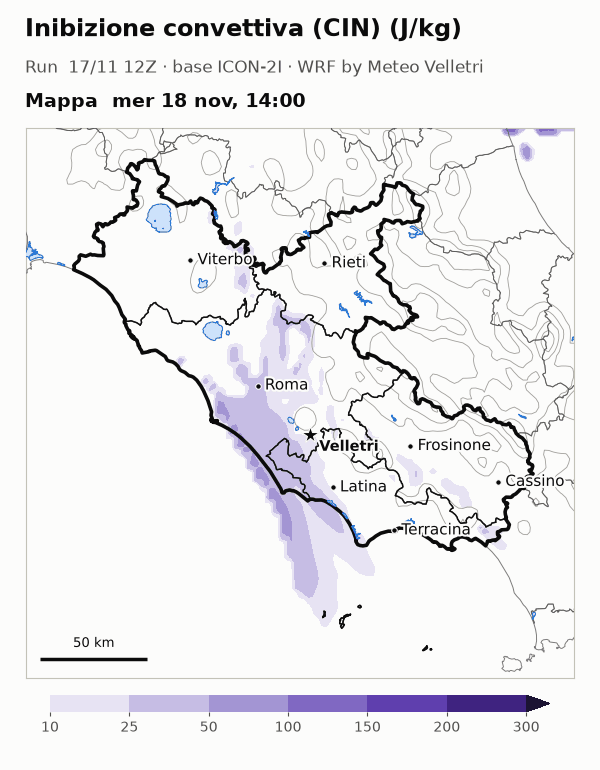 Inibizione convettiva (CIN) (J/kg)
Run 17/11 12Z · base ICON-2I · WRF by Meteo Velletri
Mappa mer 18 nov, 14:00
Viterbo
Rieti
Roma
Velletri
Frosinone
Cassino
Latina
Terracina
50 km
10 25 50 100 150 200 300